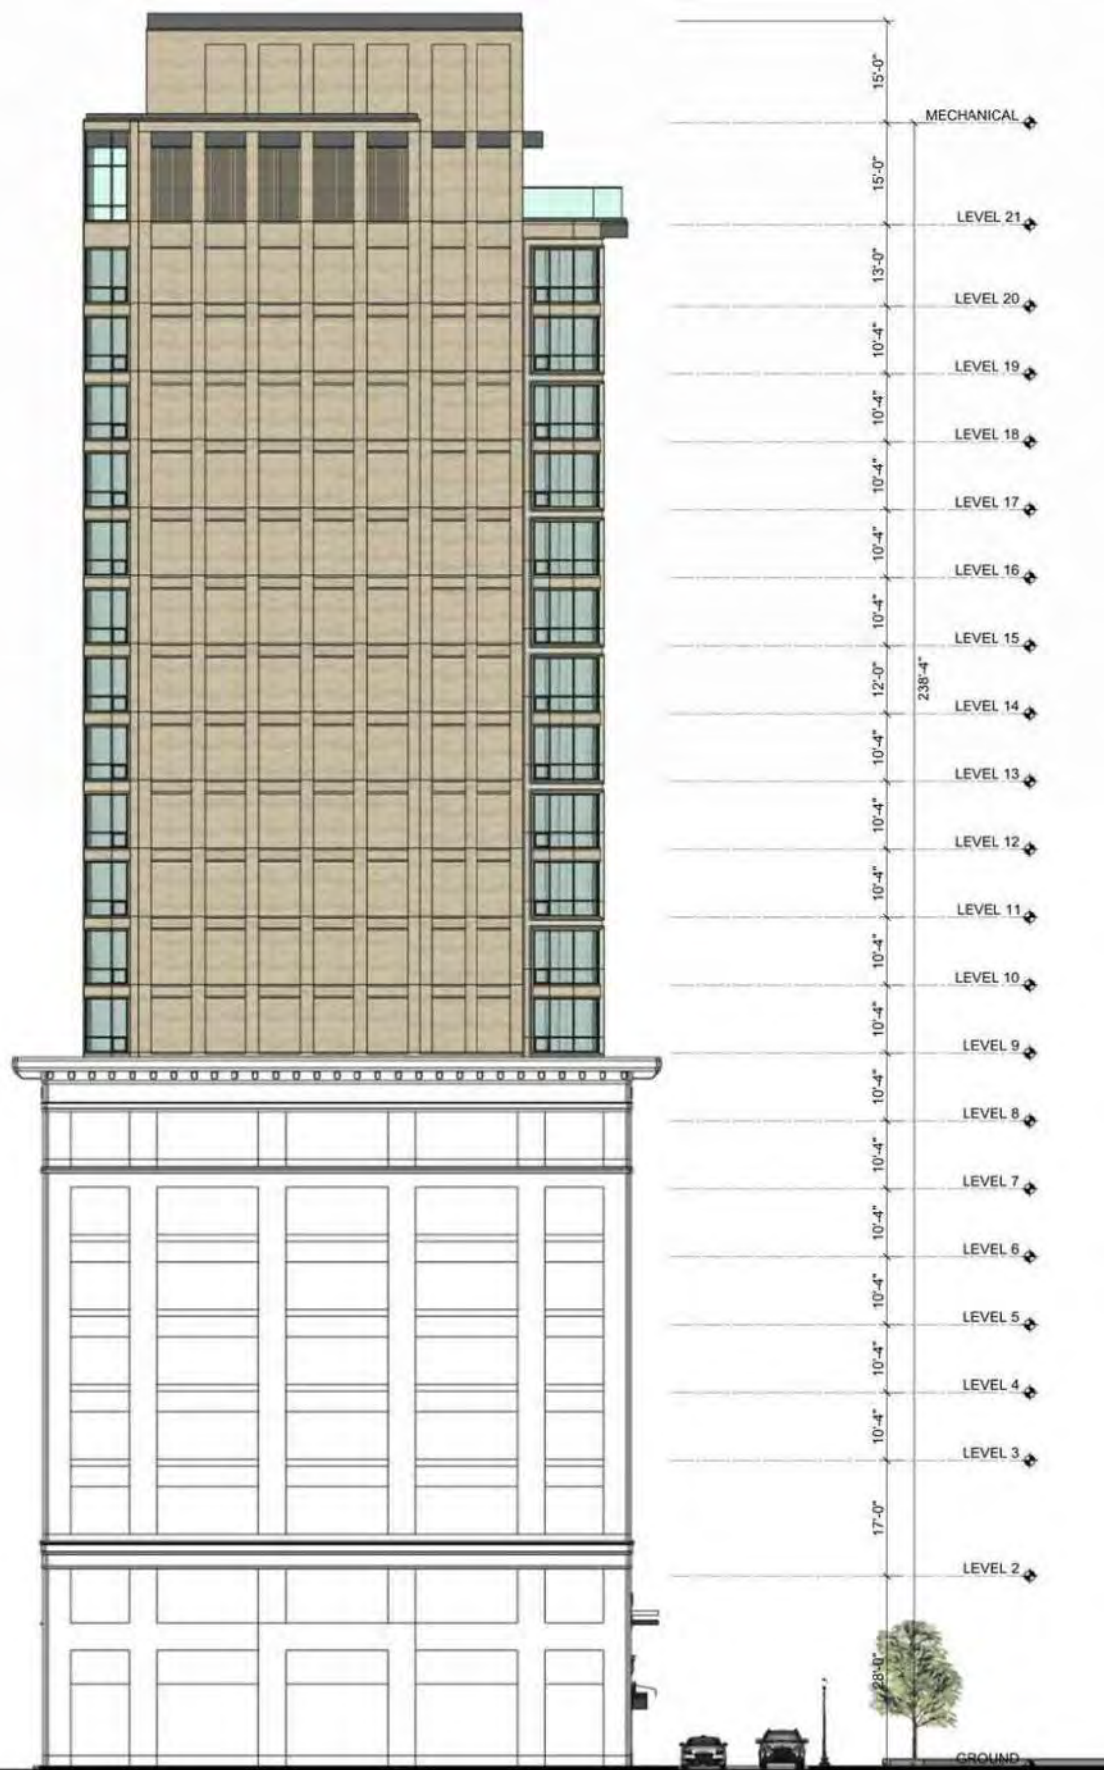 15'-0"
MECHANICAL
15'-0"
LEVEL 21
13'-0"
LEVEL 20
10'-4"
LEVEL 19
10'-4"
LEVEL 18
10'-4"
LEVEL 17
10'-4"
LEVEL 16
10'-4"
LEVEL 15
12'-0"
238'-4"
LEVEL 14
10'-4"
LEVEL 13
10'-4"
LEVEL 12
10'-4"
LEVEL 11
10'-4"
LEVEL 10
10'-4"
LEVEL 9
10'-4"
LEVEL 8
10'-4"
LEVEL 7
10'-4"
LEVEL 6
10'-4"
LEVEL 5
10'-4"
LEVEL 4
10'-4"
LEVEL 3
17'-0"
LEVEL 2
28'-0"
GROUND